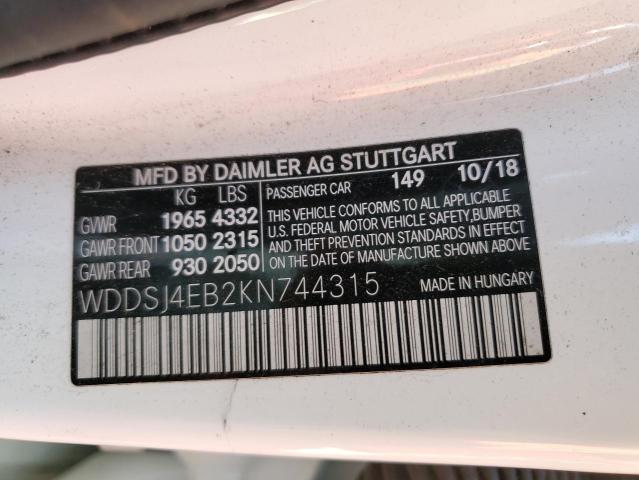 MFD BY DAIMLER AG STUTTGART
KG LBS
GVWR 1965 4332
GAWR FRONT 1050 2315
GAWR REAR 930 2050
PASSENGER CAR 149 10/18
THIS VEHICLE CONFORMS TO ALL APPLICABLE
U.S. FEDERAL MOTOR VEHICLE SAFETY, BUMPER
AND THEFT PREVENTION STANDARDS IN EFFECT
ON THE DATE OF MANUFACTURE SHOWN ABOVE
WDDSJ4EB2KN744315
MADE IN HUNGARY